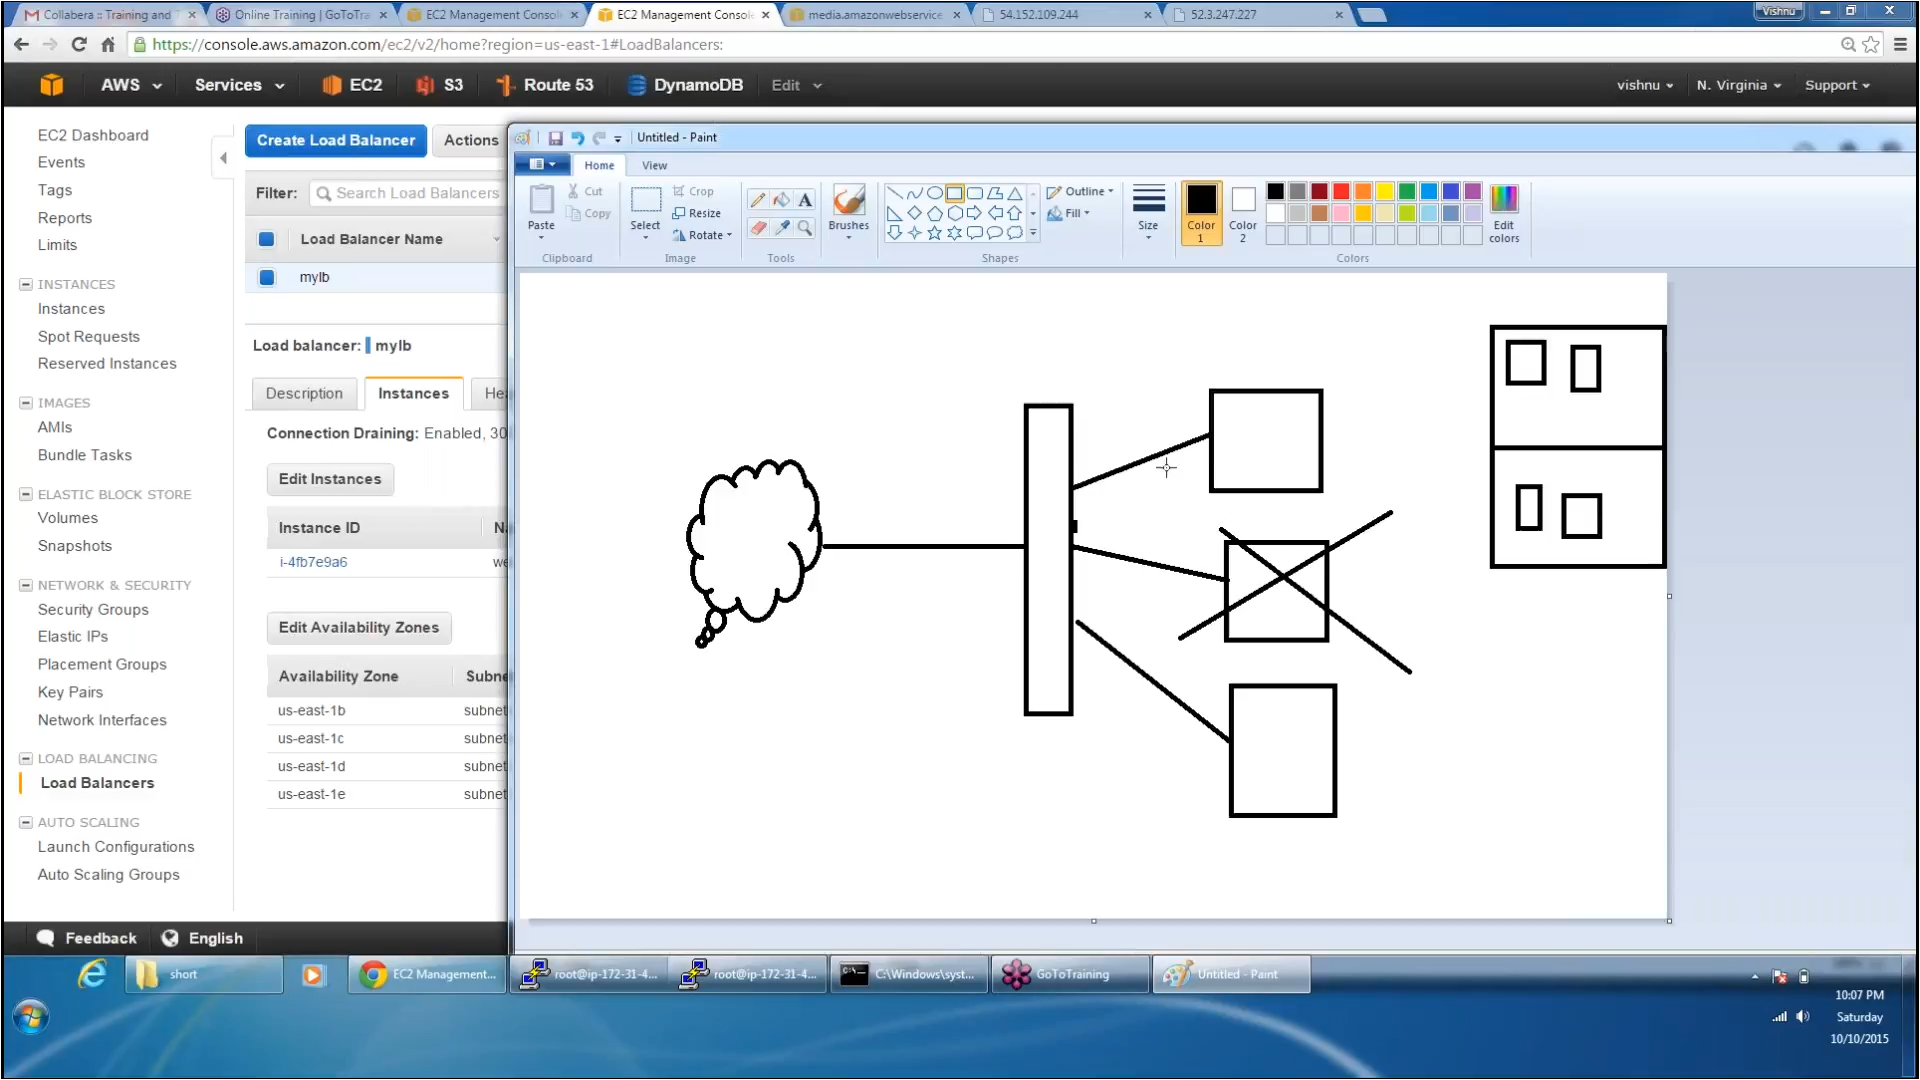 Collabera :: Training and
Online Training | GoToTra
EC2 Management Consol
EC2 Management Consol
media.amazonwebservice
54.152.109.244
52.3.247.227
Vishnu
https://console.aws.amazon.com/ec2/v2/home?region=us-east-1#LoadBalancers:
AWS
Services
EC2
S3
Route 53
DynamoDB
Edit
vishnu
N. Virginia
Support
EC2 Dashboard
Events
Tags
Reports
Limits
INSTANCES
Instances
Spot Requests
Reserved Instances
IMAGES
AMIs
Bundle Tasks
ELASTIC BLOCK STORE
Volumes
Snapshots
NETWORK & SECURITY
Security Groups
Elastic IPs
Placement Groups
Key Pairs
Network Interfaces
LOAD BALANCING
Load Balancers
AUTO SCALING
Launch Configurations
Auto Scaling Groups
Create Load Balancer
Actions
Filter:
Search Load Balancers
Load Balancer Name
mylb
Load balancer: mylb
Description
Instances
Hea
Connection Draining: Enabled, 30
Edit Instances
Instance ID
Na
i-4fb7e9a6
we
Edit Availability Zones
Availability Zone
Subne
us-east-1b
subnet
us-east-1c
subnet
us-east-1d
subnet
us-east-1e
subnet
Untitled - Paint
Home
View
Paste
Cut
Copy
Clipboard
Select
Crop
Resize
Rotate
Image
A
Tools
Brushes
Outline
Fill
Shapes
Size
Color
1
Color
2
Edit
colors
Colors
Feedback
English
short
EC2 Management...
root@ip-172-31-4...
root@ip-172-31-4...
C:\Windows\syst...
GoToTraining
Untitled - Paint
10:07 PM
Saturday
10/10/2015